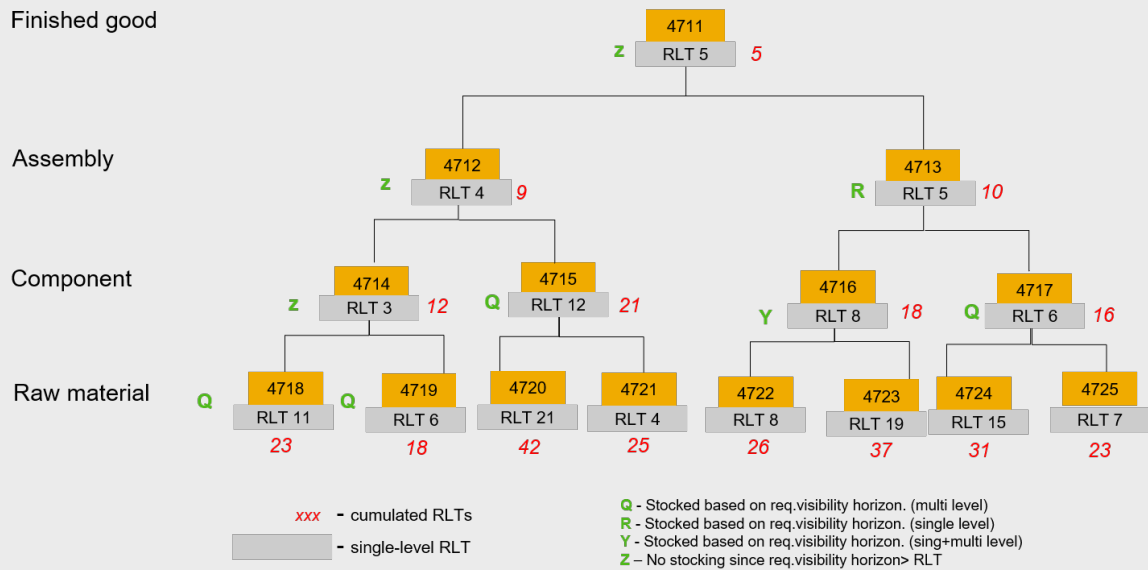 Finished good
4711
z RLT 5 5
Assembly
4712
z RLT 4 9
4713
R RLT 5 10
Component
4714
z RLT 3 12
4715
Q RLT 12 21
4716
Y RLT 8 18
4717
Q RLT 6 16
Raw material
4718
Q RLT 11
23
4719
Q RLT 6
18
4720
RLT 21
42
4721
RLT 4
25
4722
RLT 8
26
4723
RLT 19
37
4724
RLT 15
31
4725
RLT 7
23
xxx - cumulated RLTs
- single-level RLT
Q - Stocked based on req.visibility horizon. (multi level)
R - Stocked based on req.visibility horizon. (single level)
Y - Stocked based on req.visibility horizon. (sing+multi level)
Z – No stocking since req.visibility horizon> RLT